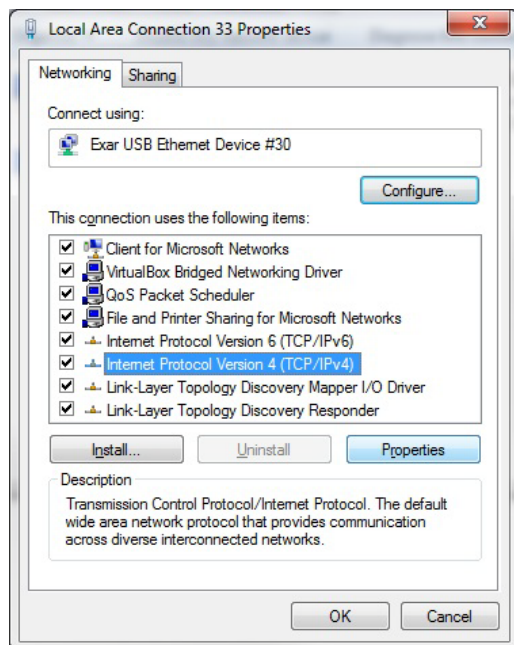 Local Area Connection 33 Properties
Networking
Sharing
Connect using:
Exar USB Ethernet Device #30
Configure...
This connection uses the following items:
Client for Microsoft Networks
VirtualBox Bridged Networking Driver
QoS Packet Scheduler
File and Printer Sharing for Microsoft Networks
Internet Protocol Version 6 (TCP/IPv6)
Internet Protocol Version 4 (TCP/IPv4)
Link-Layer Topology Discovery Mapper I/O Driver
Link-Layer Topology Discovery Responder
Install...
Uninstall
Properties
Description
Transmission Control Protocol/Internet Protocol. The default
wide area network protocol that provides communication
across diverse interconnected networks.
OK
Cancel